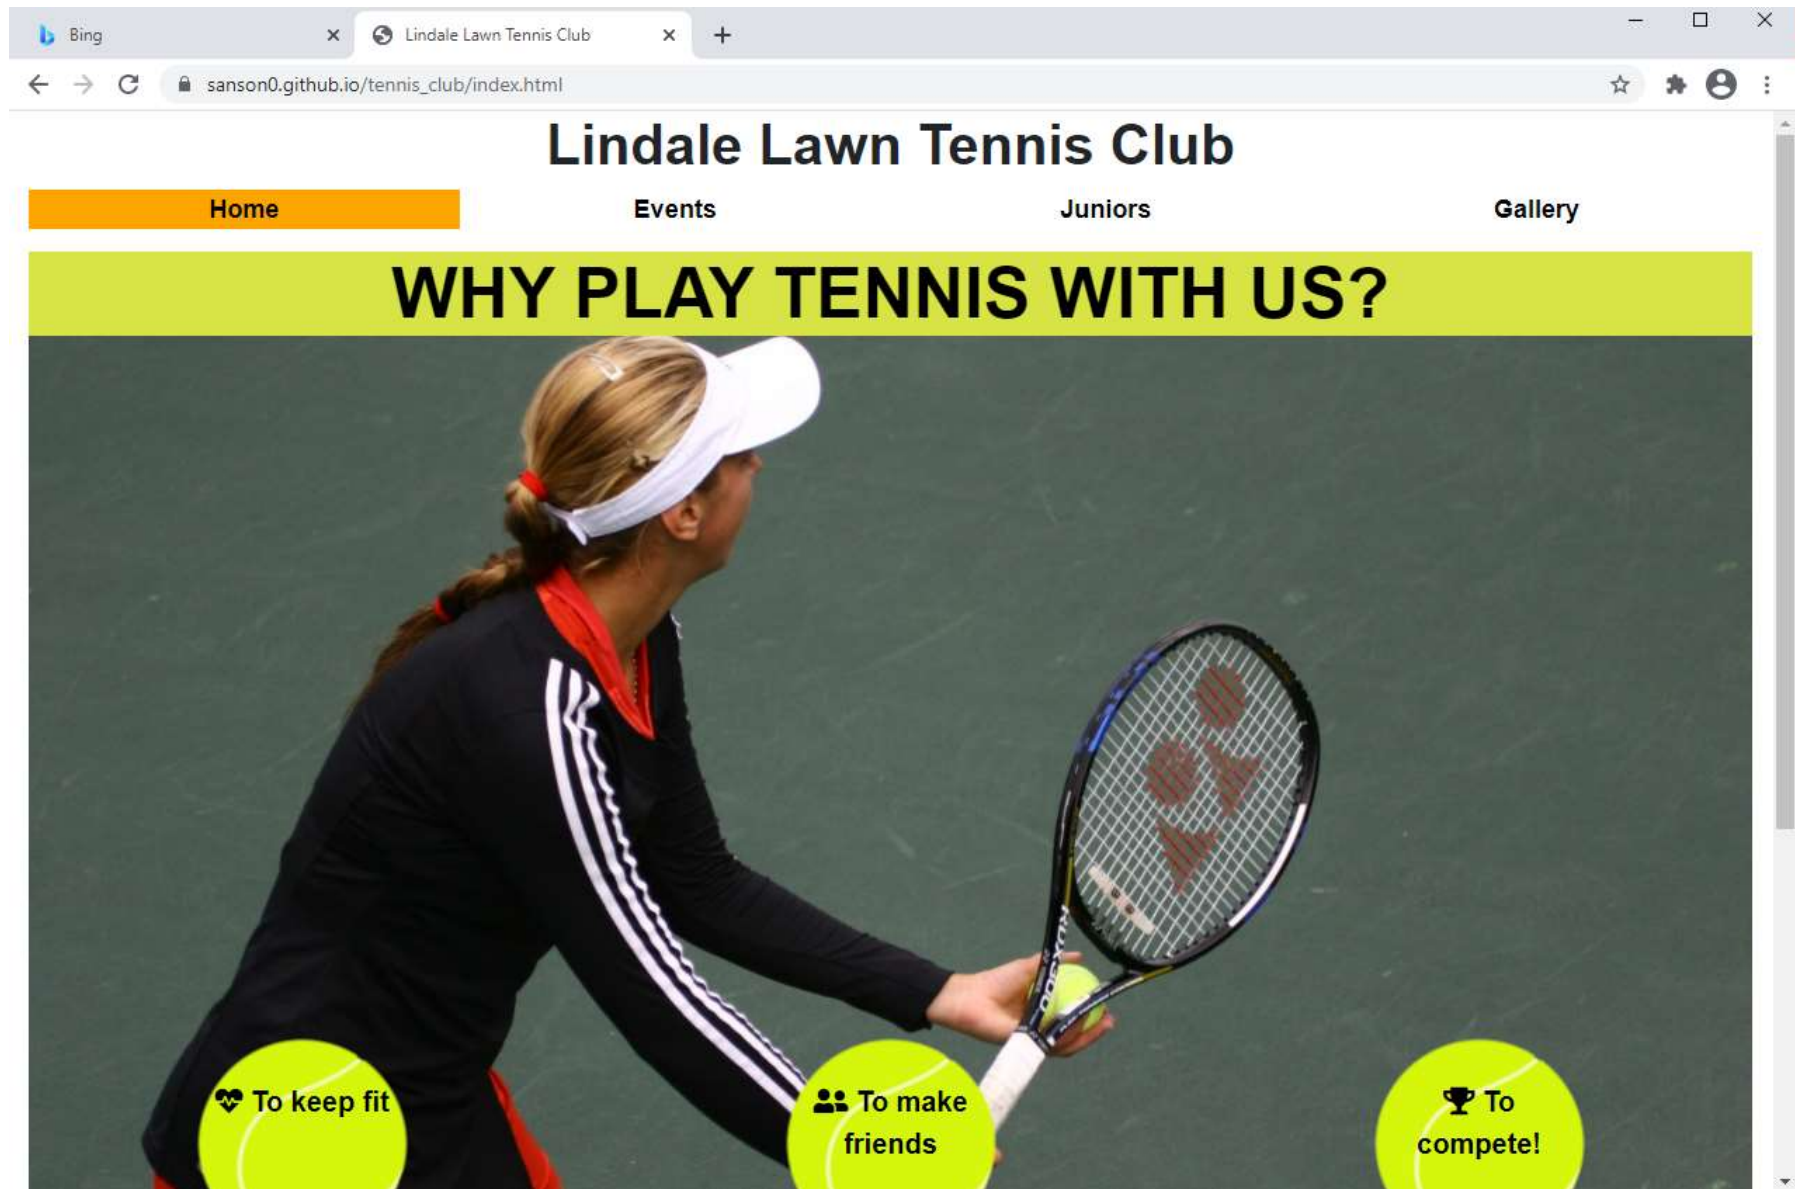 Bing
Lindale Lawn Tennis Club
sanson0.github.io/tennis_club/index.html
Lindale Lawn Tennis Club
Home Events Juniors Gallery
WHY PLAY TENNIS WITH US?
To keep fit
To make
friends
To
compete!